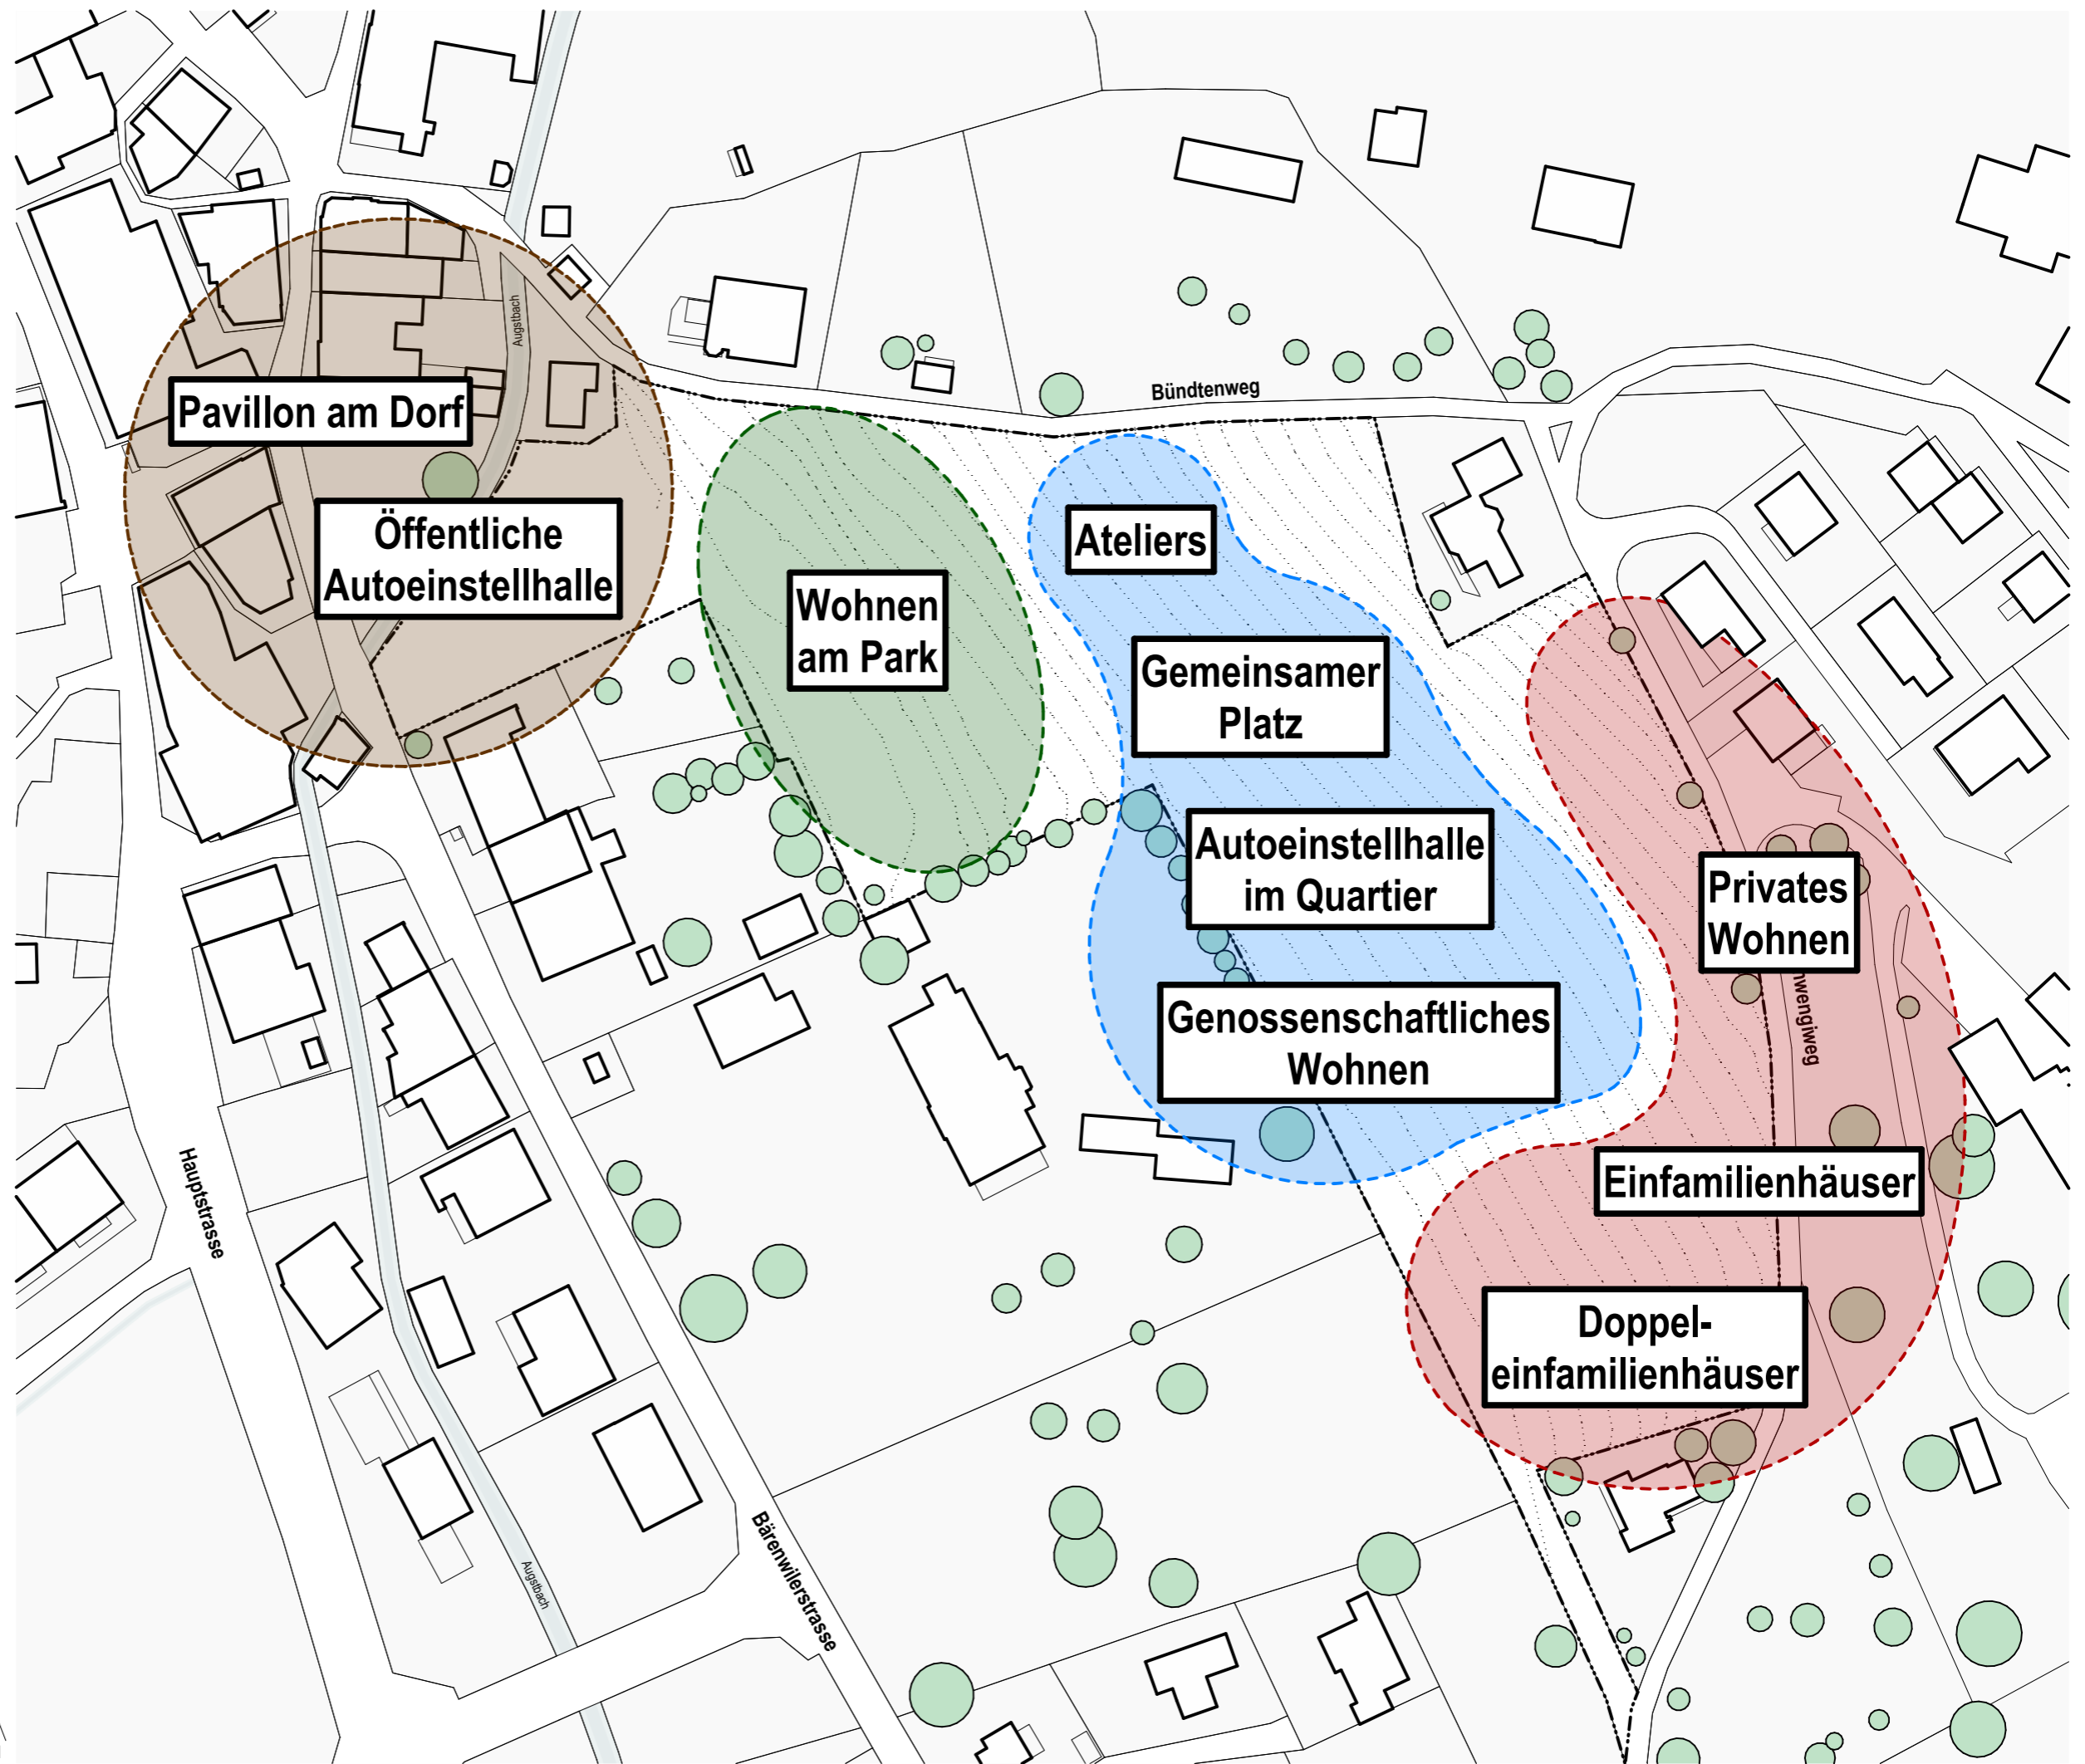 Augstbach
Bündtenweg
Pavillon am Dorf
Öffentliche
Autoeinstellhalle
Wohnen
am Park
Ateliers
Gemeinsamer
Platz
Autoeinstellhalle
im Quartier
Genossenschaftliches
Wohnen
Privates
Wohnen
Einfamilienhäuser
Doppel-
einfamilienhäuser
Hauptstrasse
Augstbach
Bärenwilerstrasse